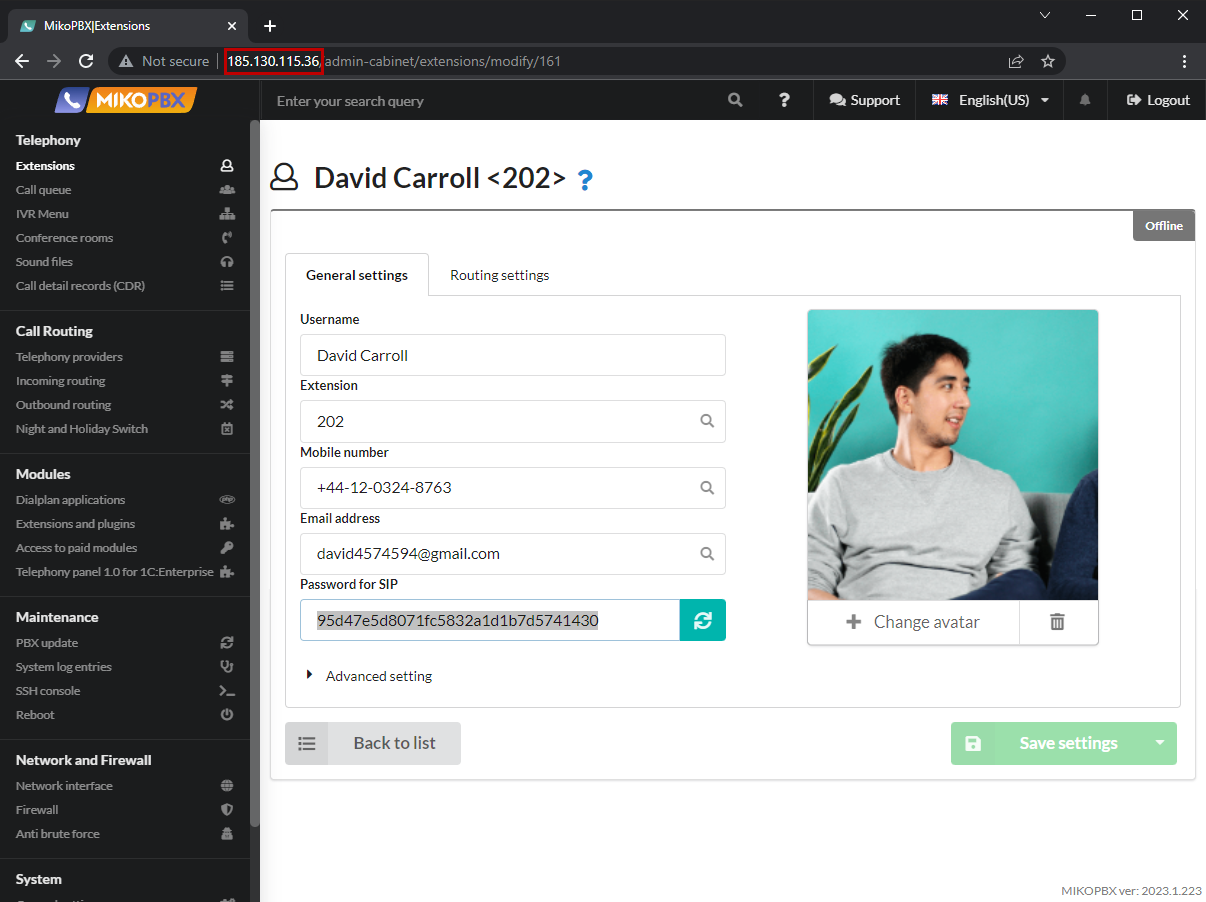 MikoPBX|Extensions
Not secure
185.130.115.36/admin-cabinet/extensions/modify/161
MIKOPBX
Enter your search query
?
Support
English(US)
Logout
Telephony
Extensions
Call queue
IVR Menu
Conference rooms
Sound files
Call detail records (CDR)
Call Routing
Telephony providers
Incoming routing
Outbound routing
Night and Holiday Switch
Modules
Dialplan applications
Extensions and plugins
Access to paid modules
Telephony panel 1.0 for 1C:Enterprise
Maintenance
PBX update
System log entries
SSH console
Reboot
Network and Firewall
Network interface
Firewall
Anti brute force
System
David Carroll <202> ?
Offline
General settings
Routing settings
Username
David Carroll
Extension
202
Mobile number
+44-12-0324-8763
Email address
david4574594@gmail.com
Password for SIP
95d47e5d8071fc5832a1d1b7d5741430
Advanced setting
Change avatar
Back to list
Save settings
MIKOPBX ver: 2023.1.223